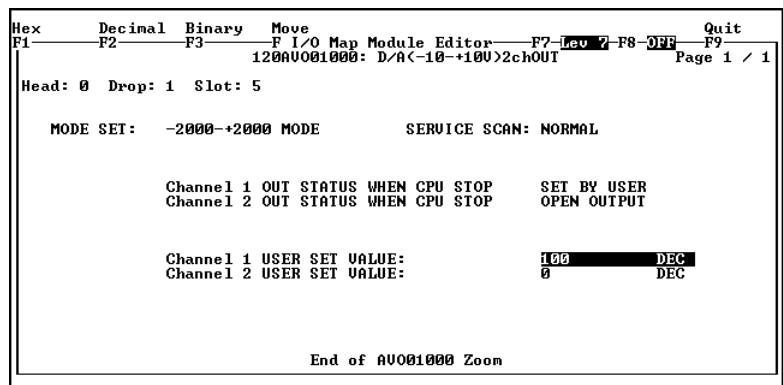 Hex Decimal Binary Move Quit
F1 F2 F3 F I/O Map Module Editor F7-Lev 7-F8-OFF F9
120AVO01000: D/A(-10-+10V)2chOUT Page 1 / 1
Head: 0 Drop: 1 Slot: 5
MODE SET: -2000-+2000 MODE SERVICE SCAN: NORMAL
Channel 1 OUT STATUS WHEN CPU STOP SET BY USER
Channel 2 OUT STATUS WHEN CPU STOP OPEN OUTPUT
Channel 1 USER SET VALUE: 100 DEC
Channel 2 USER SET VALUE: 0 DEC
End of AVO01000 Zoom